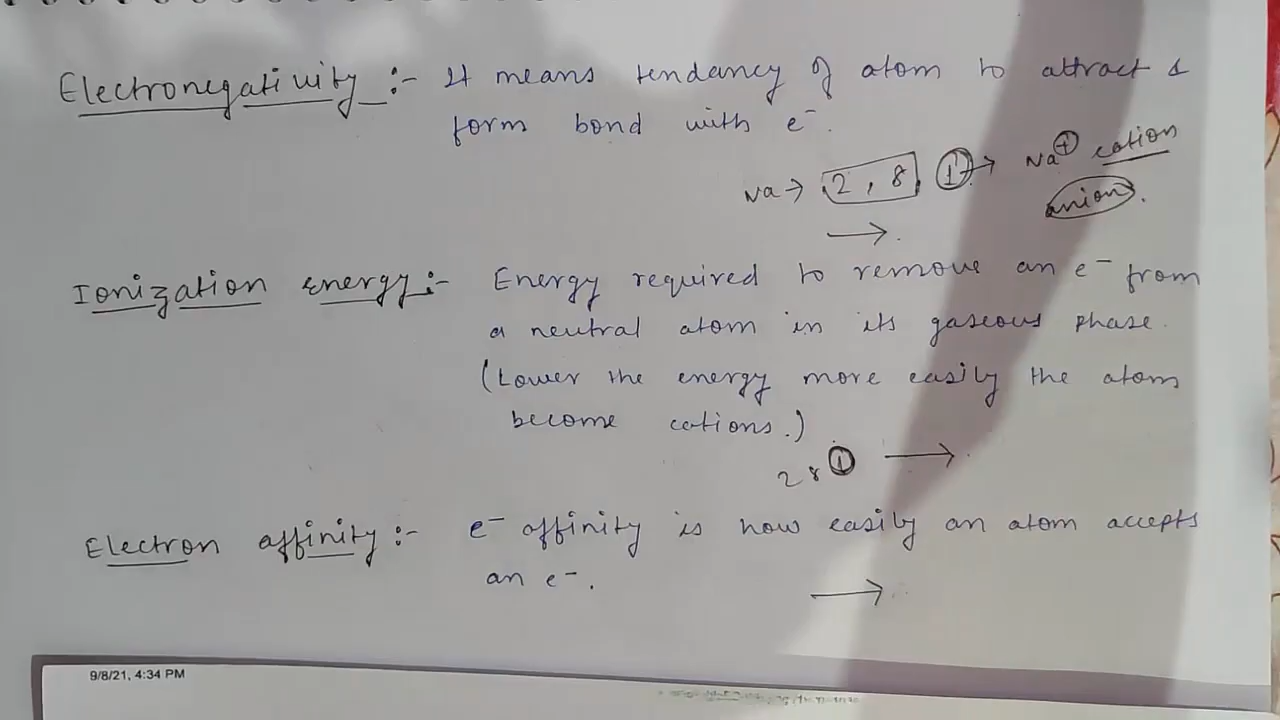 Electronegativity :- It means tendancy of atom to attract &
form bond with e⁻.
Na → 2, 8, 1 → Na⁺ cation
anion.
→
Ionization energy :- Energy required to remove an e⁻ from
a neutral atom in its gaseous phase.
(Lower the energy more easily the atom
become cations.)
2 8 1 →
Electron affinity :- e⁻ affinity is how easily an atom accepts
an e⁻. →
9/8/21, 4:34 PM